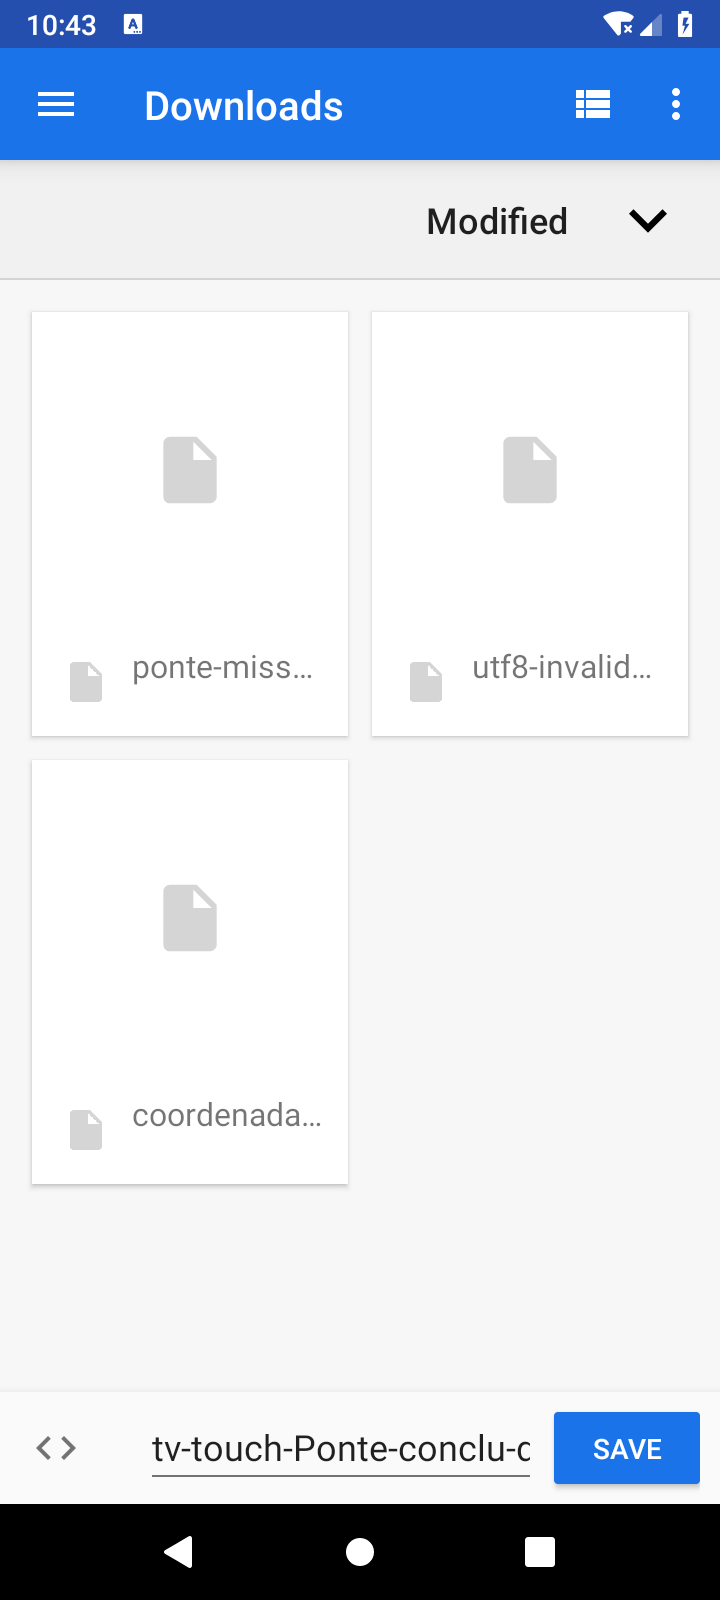 10:43
Downloads
Modified
ponte-miss...
utf8-invalid...
coordenada...
tv-touch-Ponte-conclu-c
SAVE